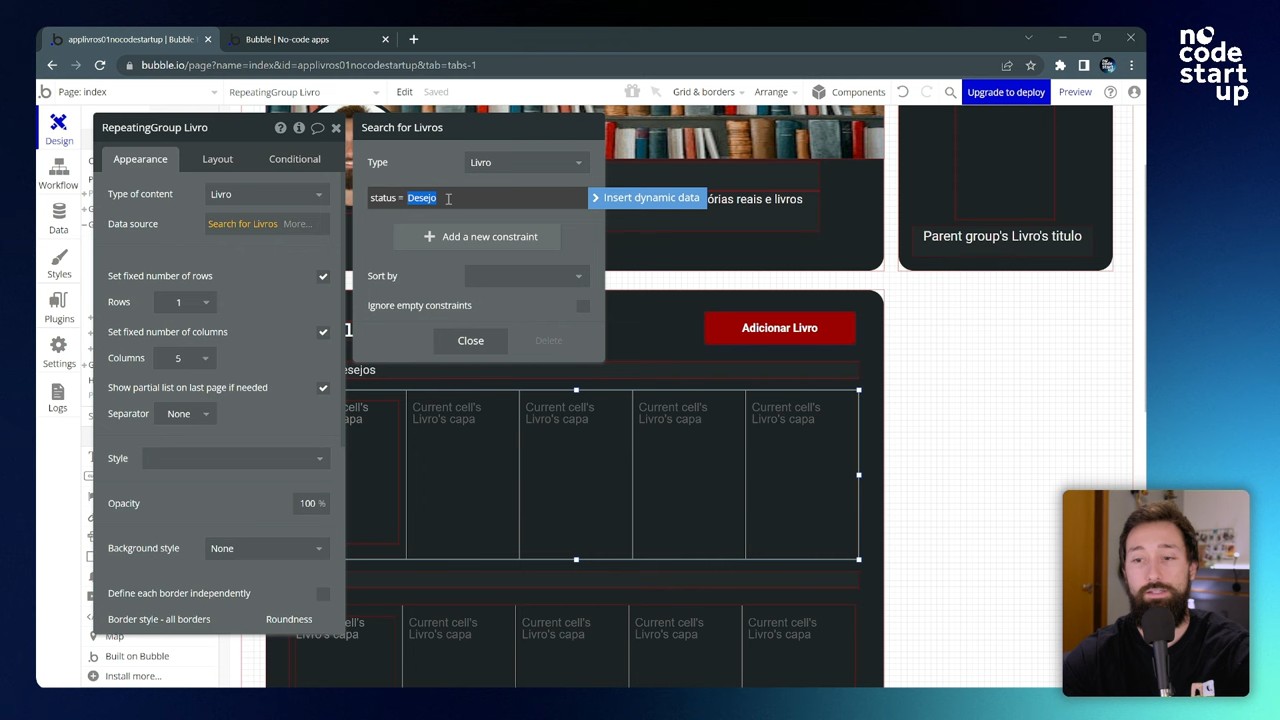 applivros01nocodestartup | Bubble
Bubble | No-code apps
bubble.io/page?name=index&id=applivros01nocodestartup&tab=tabs-1
no
code
start
up
Page: index
RepeatingGroup Livro
Edit
Saved
Grid & borders
Arrange
Components
Upgrade to deploy
Preview
Design
Workflow
Data
Styles
Plugins
Settings
Logs
RepeatingGroup Livro
Appearance
Layout
Conditional
Type of content
Livro
Data source
Search for Livros
More...
Set fixed number of rows
Rows
1
Set fixed number of columns
Columns
5
Show partial list on last page if needed
Separator
None
Style
Opacity
100 %
Background style
None
Define each border independently
Border style - all borders
Roundness
Map
Built on Bubble
Install more...
Search for Livros
Type
Livro
status = Desejo
Insert dynamic data
Add a new constraint
Sort by
Ignore empty constraints
Close
Delete
órias reais e livros
Parent group's Livro's titulo
Adicionar Livro
esejos
cell's
apa
Current cell's
Livro's capa
Current cell's
Livro's capa
Current cell's
Livro's capa
Current cell's
Livro's capa
Livro's capa
Current cell's
Livro's capa
Current cell's
Livro's capa
Current cell's
Livro's capa
Current cell's
Livro's capa